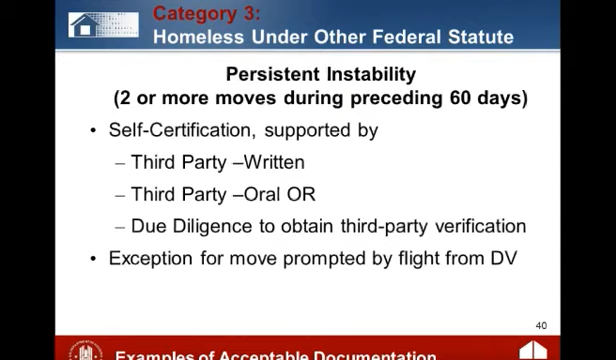 Category 3:
Homeless Under Other Federal Statute
Persistent Instability
(2 or more moves during preceding 60 days)
• Self-Certification, supported by
– Third Party –Written
– Third Party –Oral OR
– Due Diligence to obtain third-party verification
• Exception for move prompted by flight from DV
40
Examples of Acceptable Documentation